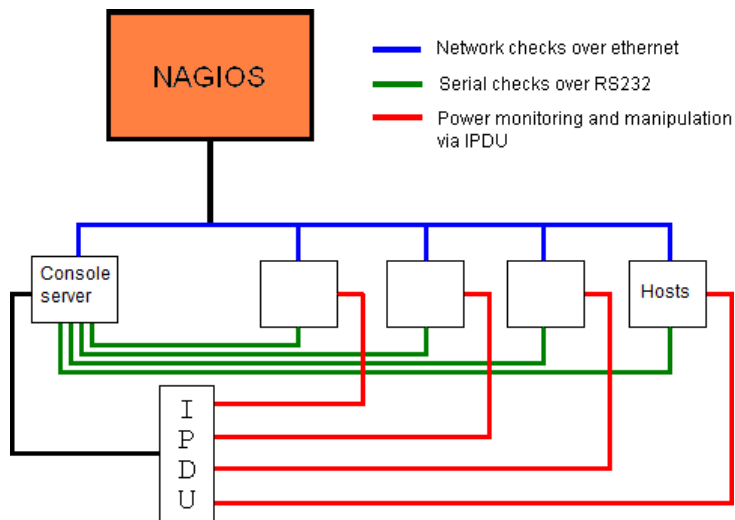 NAGIOS
Network checks over ethernet
Serial checks over RS232
Power monitoring and manipulation
via IPDU
Console
server
Hosts
I
P
D
U